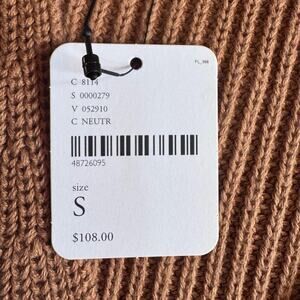 C 8114
S 0000279
V 052910
C NEUTR
48726095
size
S
$108.00